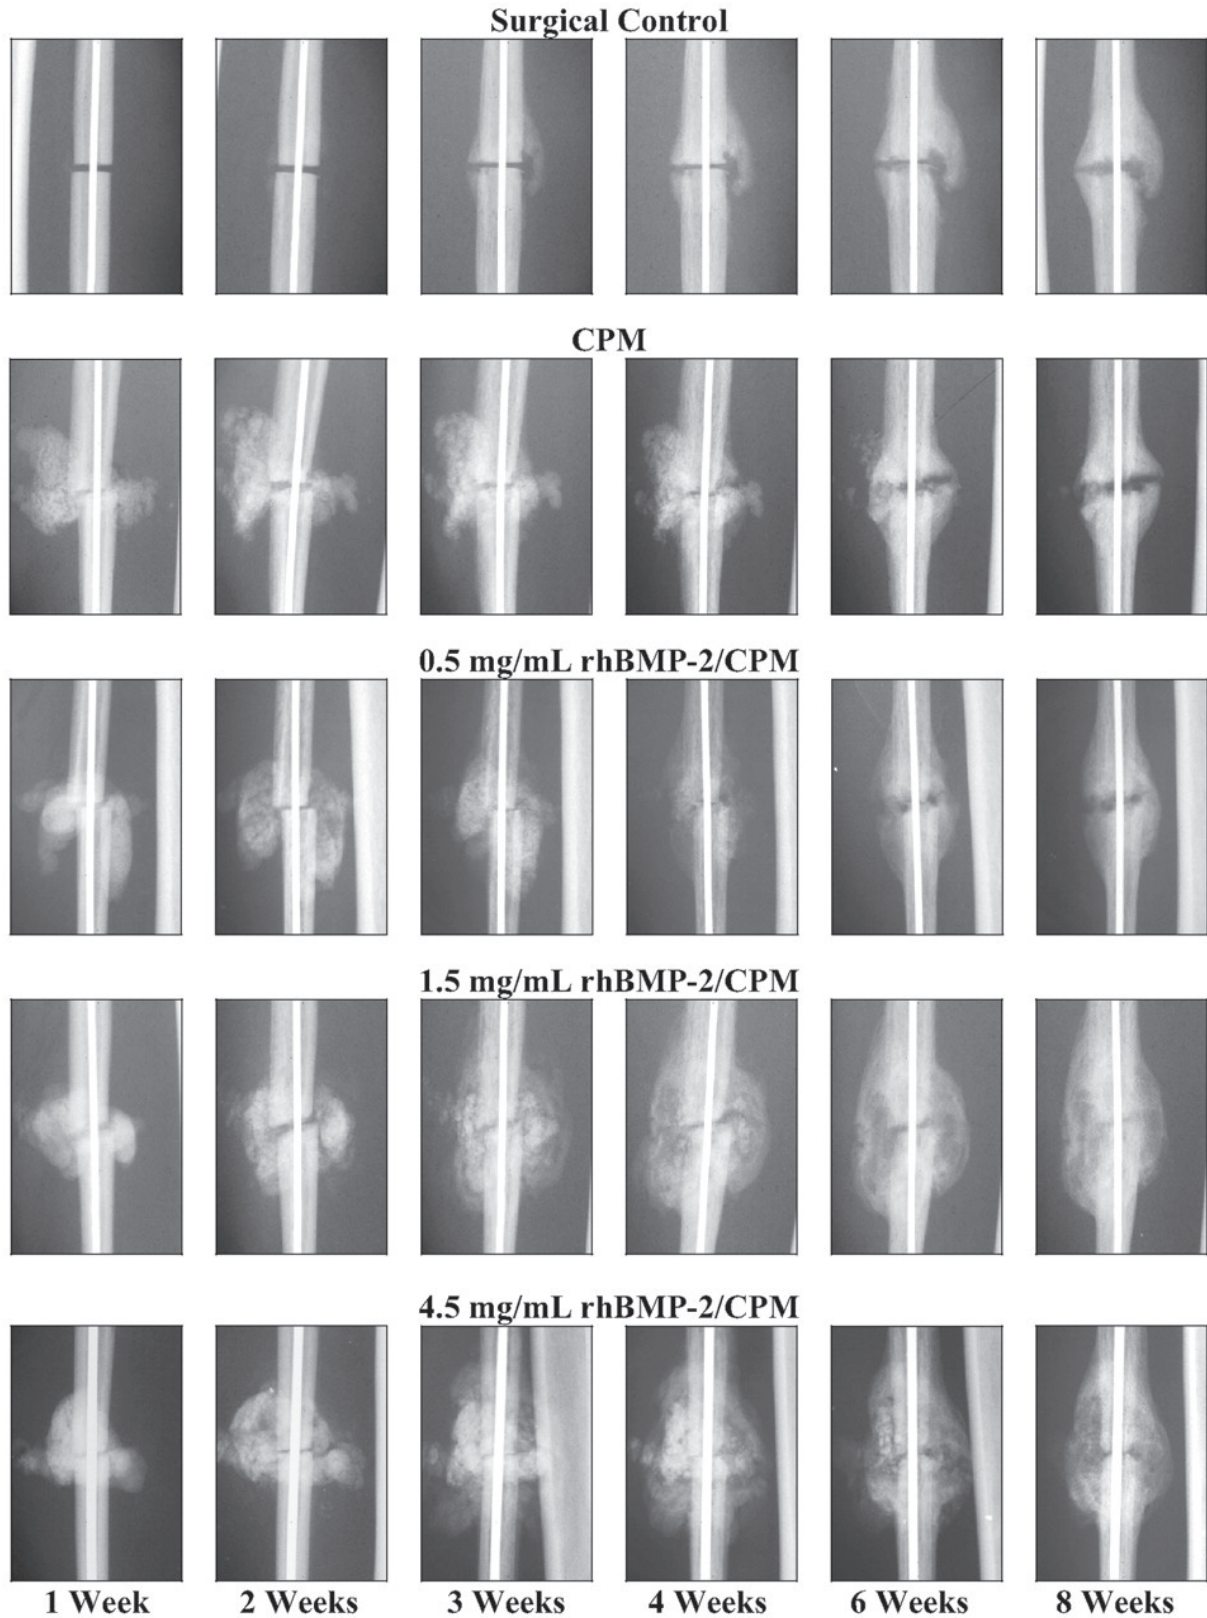 Surgical Control
CPM
0.5 mg/mL rhBMP-2/CPM
1.5 mg/mL rhBMP-2/CPM
4.5 mg/mL rhBMP-2/CPM
1 Week 2 Weeks 3 Weeks 4 Weeks 6 Weeks 8 Weeks